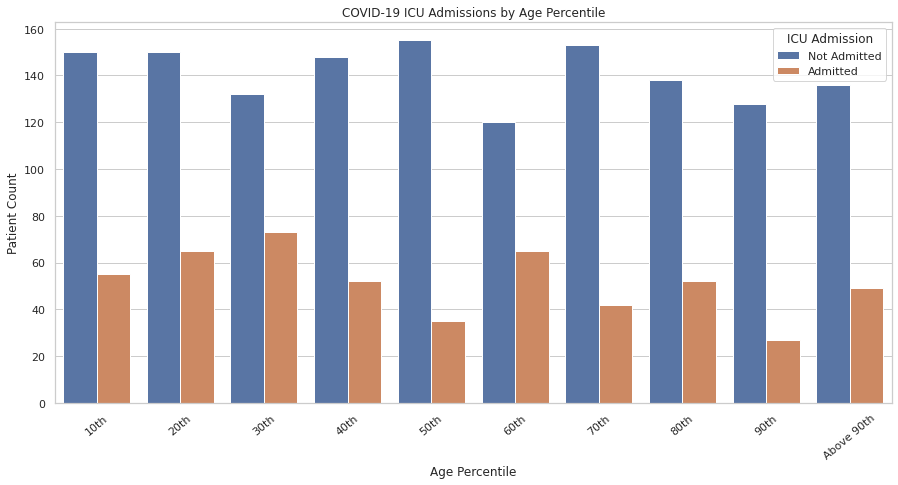 COVID-19 ICU Admissions by Age Percentile
ICU Admission
Not Admitted
Admitted
Patient Count
160
140
120
100
80
60
40
20
0
10th
20th
30th
40th
50th
60th
70th
80th
90th
Above 90th
Age Percentile